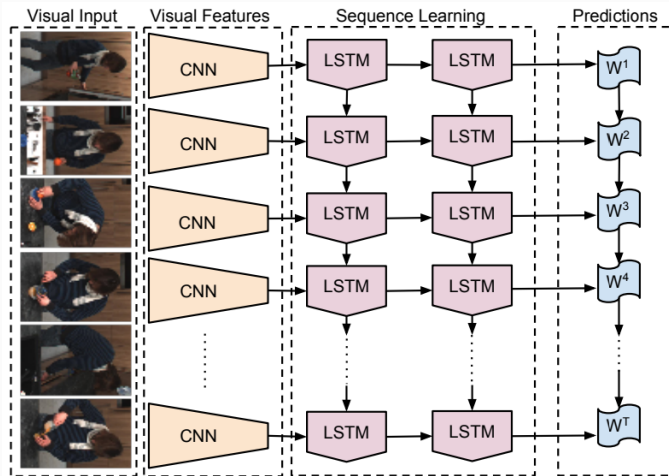 Visual Input Visual Features Sequence Learning Predictions
CNN LSTM LSTM W¹
CNN LSTM LSTM W²
CNN LSTM LSTM W³
CNN LSTM LSTM W⁴
CNN LSTM LSTM Wᵀ